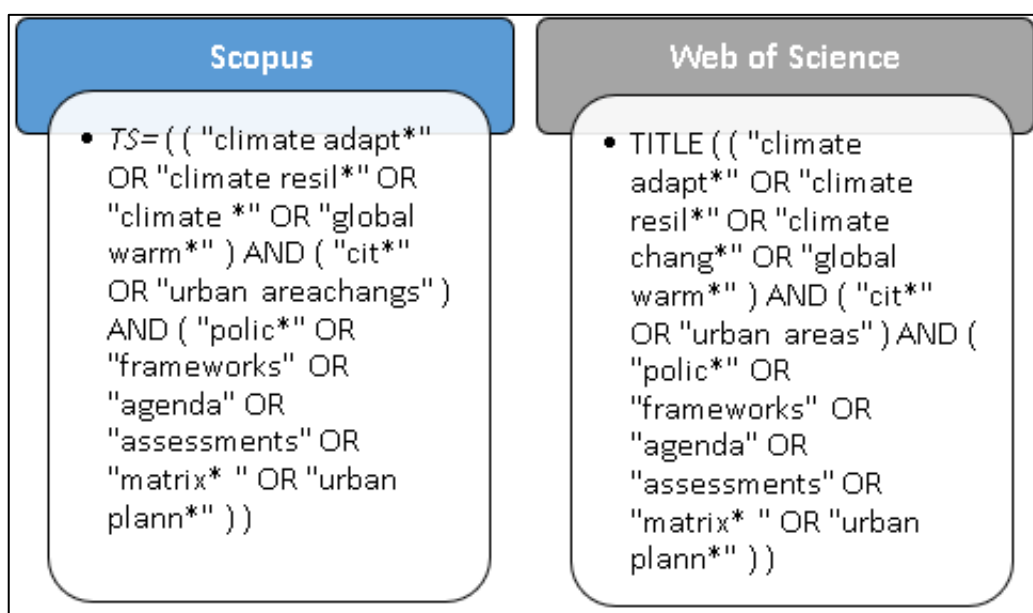 Scopus
• TS= ( ( "climate adapt*"
OR "climate resil*" OR
"climate *" OR "global
warm*" ) AND ( "cit*"
OR "urban areachangs" )
AND ( "polic*" OR
"frameworks" OR
"agenda" OR
"assessments" OR
"matrix* " OR "urban
plann*" ) )
Web of Science
• TITLE ( ( "climate
adapt*" OR "climate
resil*" OR "climate
chang*" OR "global
warm*" ) AND ( "cit*"
OR "urban areas" ) AND (
"polic*" OR
"frameworks" OR
"agenda" OR
"assessments" OR
"matrix* " OR "urban
plann*" ) )